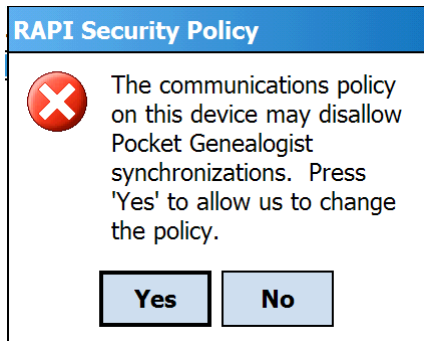 RAPI Security Policy
The communications policy
on this device may disallow
Pocket Genealogist
synchronizations. Press
'Yes' to allow us to change
the policy.
Yes No